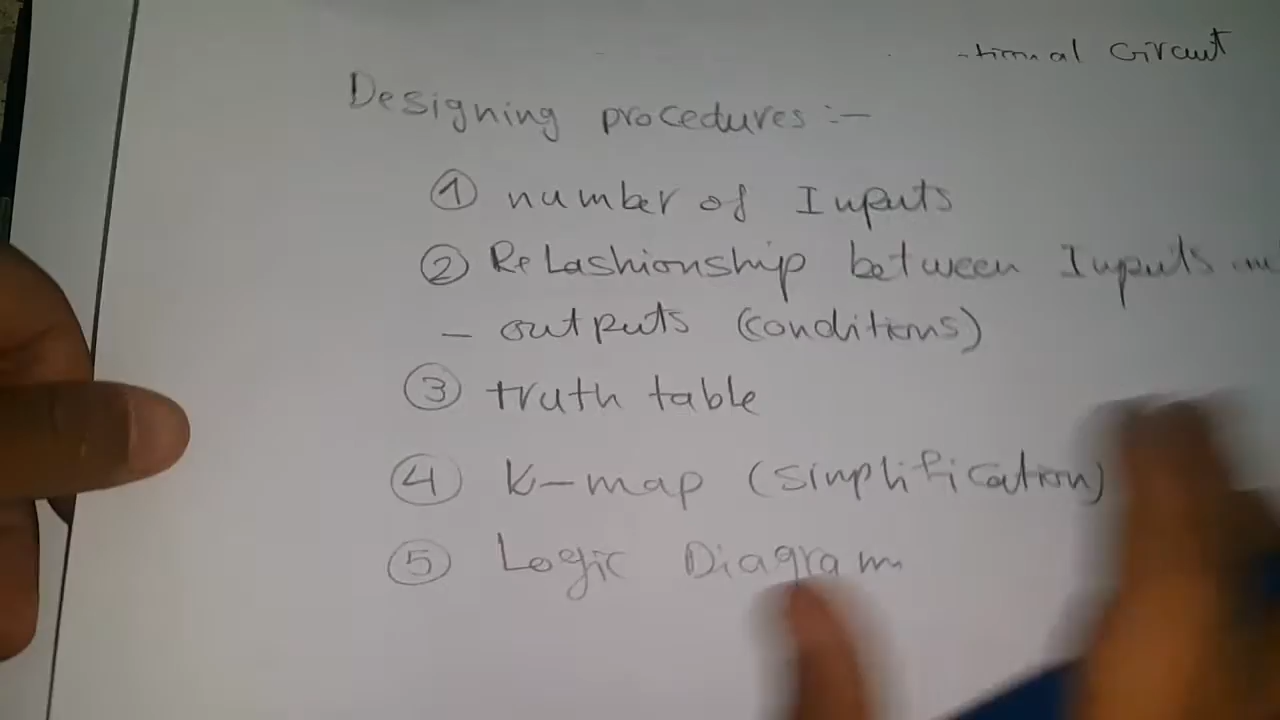 -tional Circuit
Designing procedures :-
① number of Inputs
② Relashionship between Inputs
- outputs (conditions)
③ truth table
④ K-map (simplification)
⑤ Logic Diagram